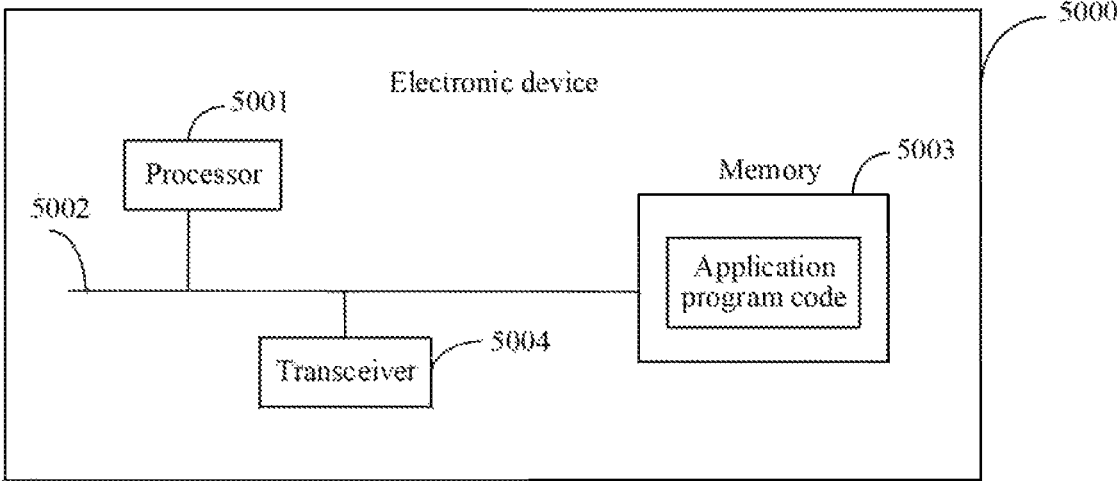 5000
Electronic device
5001
Processor
5002
Memory
5003
Application
program code
5004
Transceiver